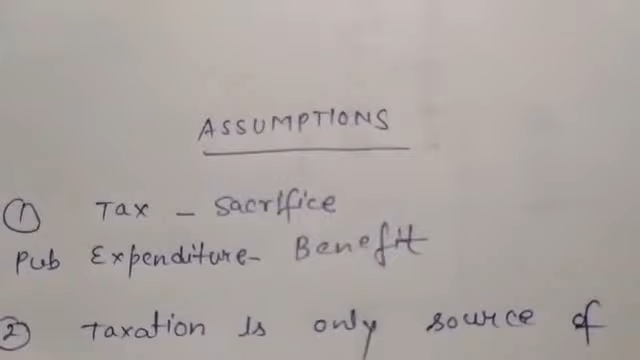 ASSUMPTIONS
① Tax - Sacrifice
Pub Expenditure - Benefit
② Taxation is only source of